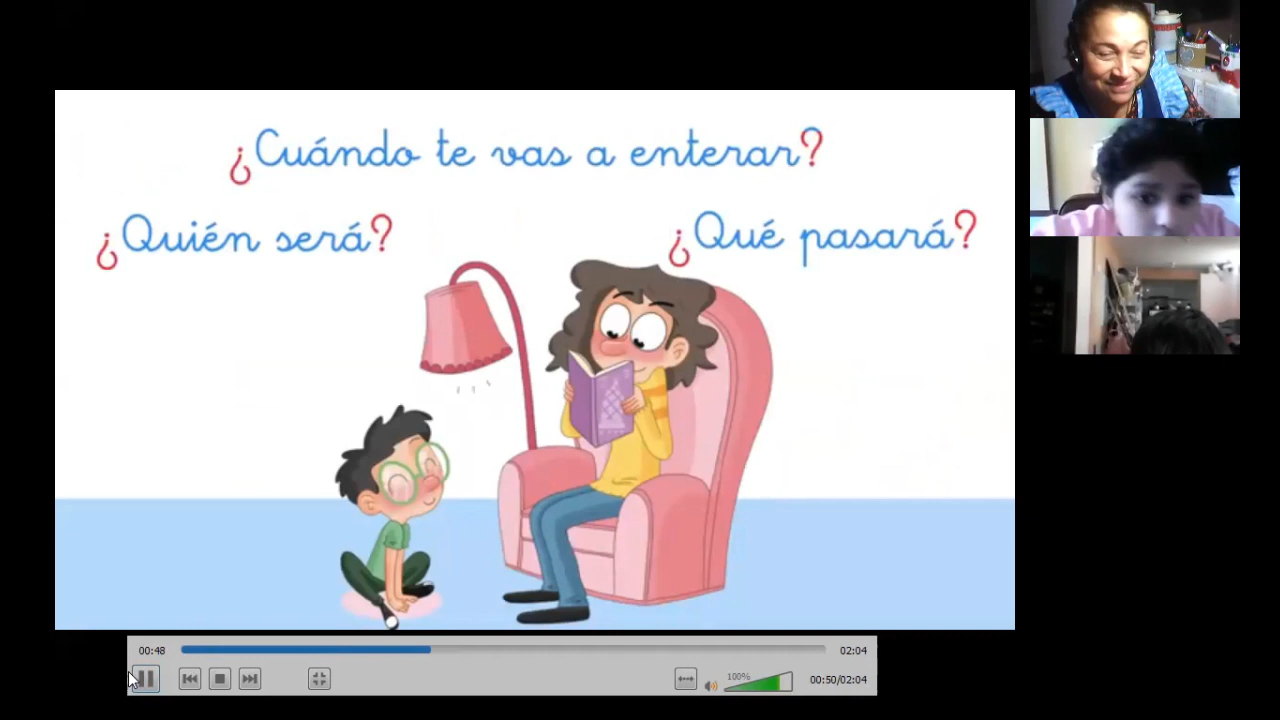 ¿Cuándo te vas a enterar?
¿Quién será?
¿Qué pasará?
00:48
02:04
100%
00:50/02:04